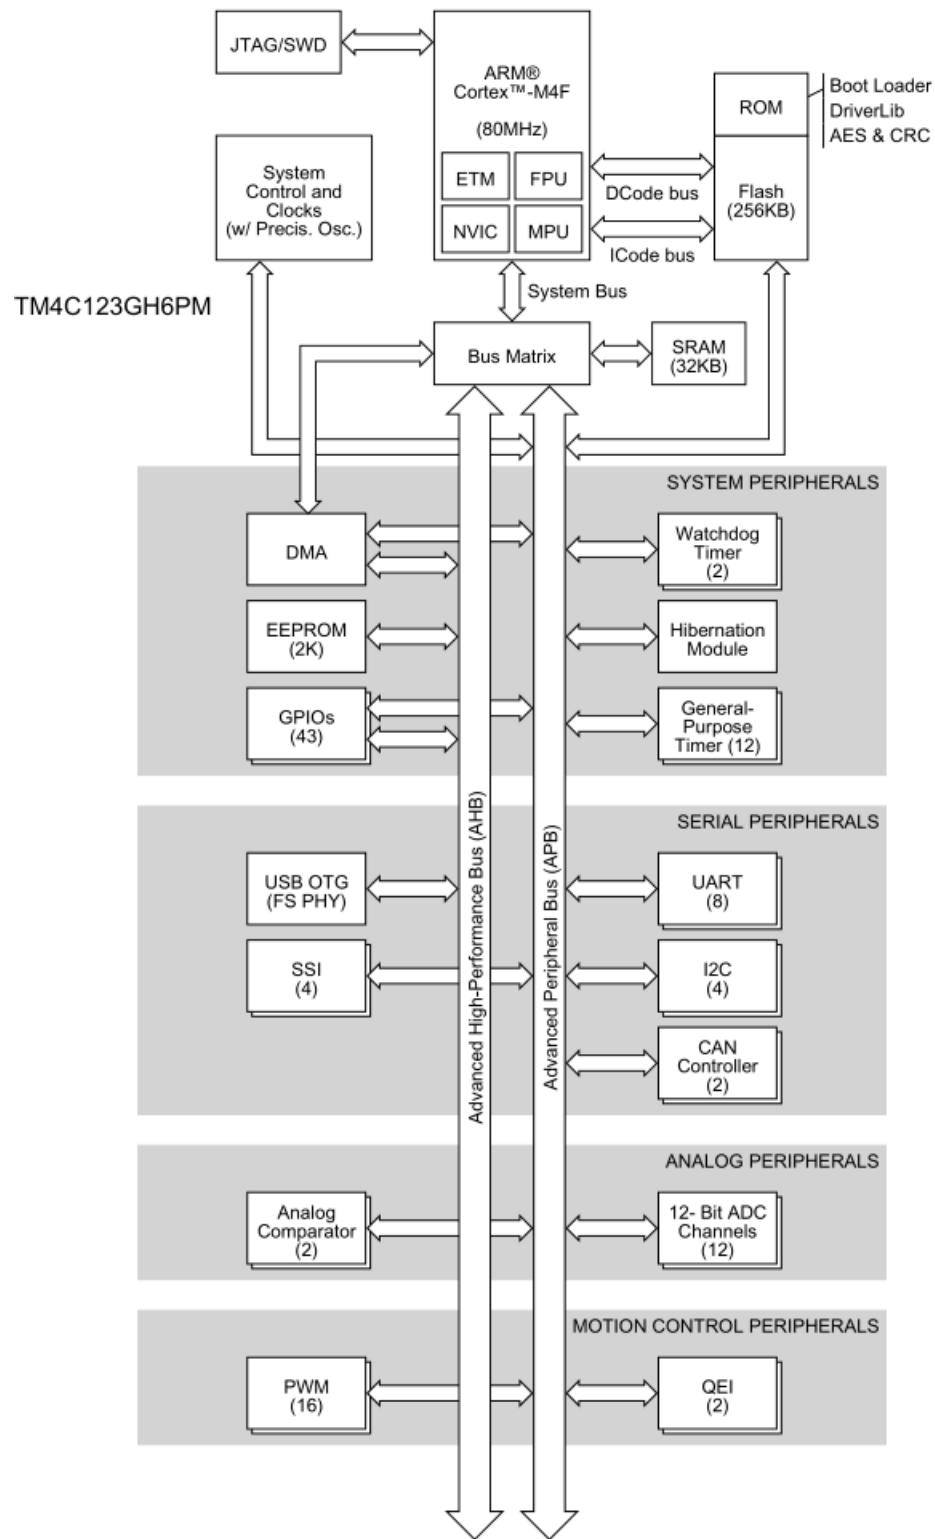 JTAG/SWD
ARM®
Cortex™-M4F
(80MHz)
ETM
FPU
NVIC
MPU
ROM
Boot Loader
DriverLib
AES & CRC
System
Control and
Clocks
(w/ Precis. Osc.)
DCode bus
Flash
(256KB)
ICode bus
TM4C123GH6PM
System Bus
Bus Matrix
SRAM
(32KB)
SYSTEM PERIPHERALS
DMA
Watchdog
Timer
(2)
EEPROM
(2K)
Hibernation
Module
GPIOs
(43)
General-
Purpose
Timer (12)
Advanced High-Performance Bus (AHB)
Advanced Peripheral Bus (APB)
SERIAL PERIPHERALS
USB OTG
(FS PHY)
UART
(8)
SSI
(4)
I2C
(4)
CAN
Controller
(2)
ANALOG PERIPHERALS
Analog
Comparator
(2)
12- Bit ADC
Channels
(12)
MOTION CONTROL PERIPHERALS
PWM
(16)
QEI
(2)